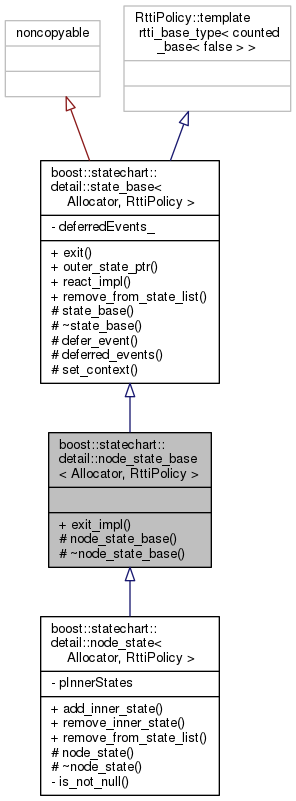 noncopyable
RttiPolicy::template
rtti_base_type< counted
_base< false > >
boost::statechart::
detail::state_base<
Allocator, RttiPolicy >
- deferredEvents_
+ exit()
+ outer_state_ptr()
+ react_impl()
+ remove_from_state_list()
# state_base()
# ~state_base()
# defer_event()
# deferred_events()
# set_context()
boost::statechart::
detail::node_state_base
< Allocator, RttiPolicy >
+ exit_impl()
# node_state_base()
# ~node_state_base()
boost::statechart::
detail::node_state<
Allocator, RttiPolicy >
- pInnerStates
+ add_inner_state()
+ remove_inner_state()
+ remove_from_state_list()
# node_state()
# ~node_state()
- is_not_null()